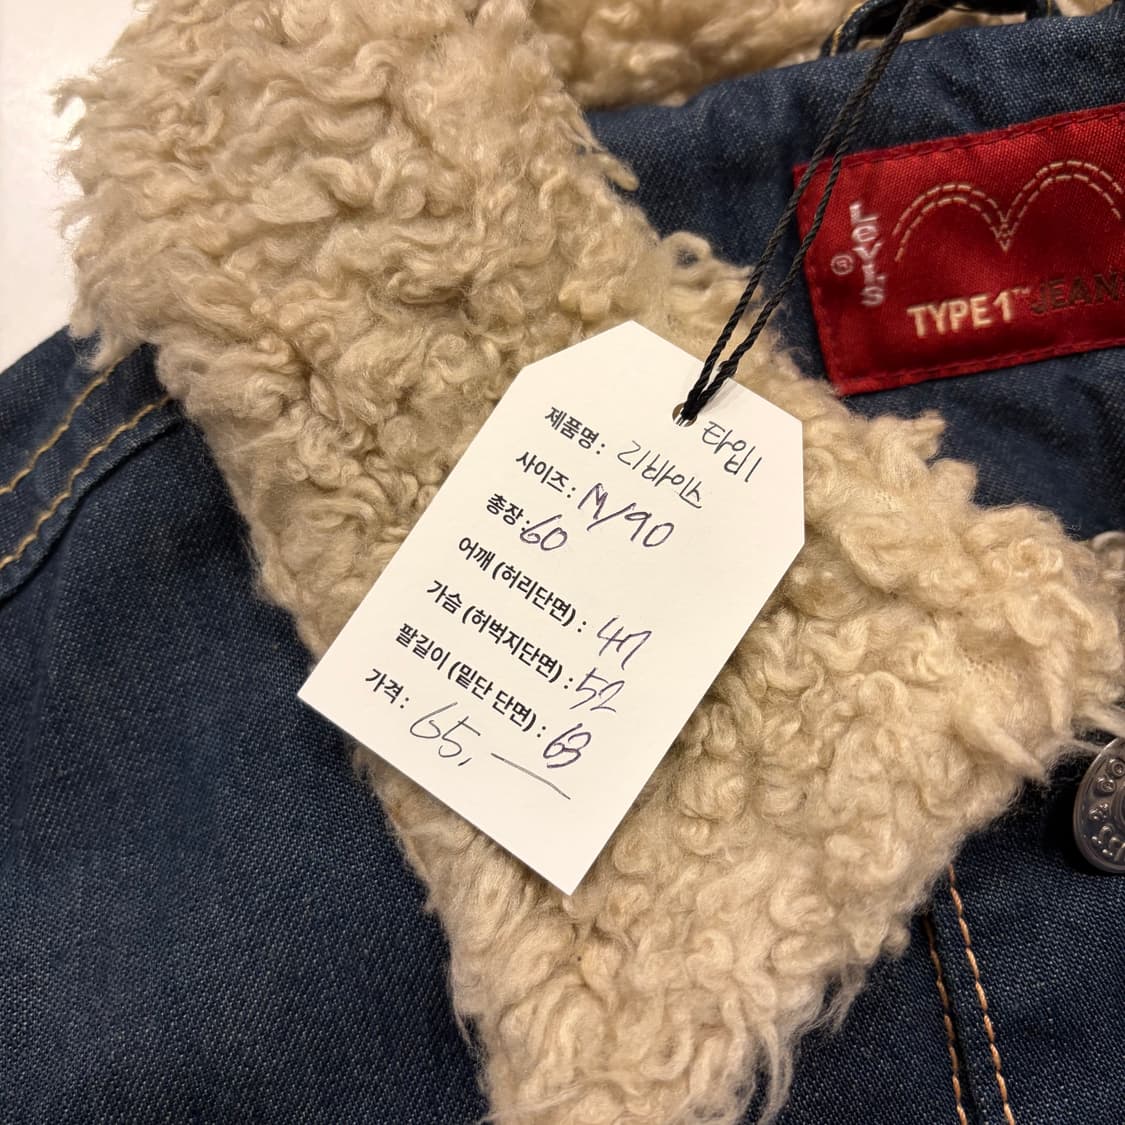 Levi's®
TYPE 1™ JEAN
타입1
제품명 : 리바이스
사이즈 : M/90
총장 : 60
어깨 (허리단면) : 47
가슴 (허벅지단면) : 52
팔길이 (밑단 단면) : 63
가격 : 65,